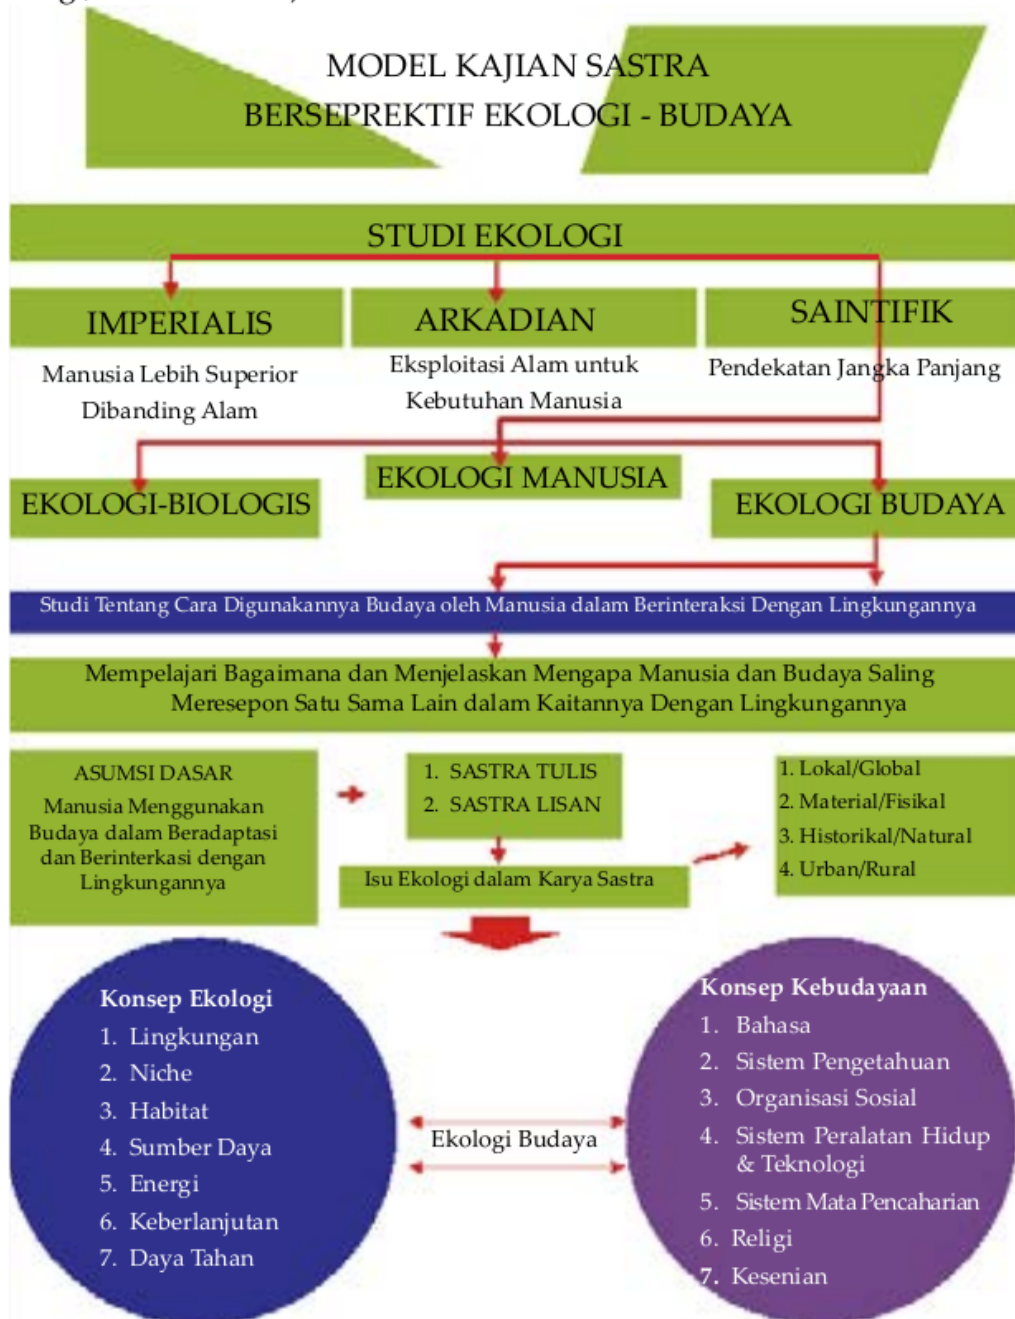 MODEL KAJIAN SASTRA
BERSEPREKTIF EKOLOGI - BUDAYA
STUDI EKOLOGI
IMPERIALIS
Manusia Lebih Superior
Dibanding Alam
ARKADIAN
Eksploitasi Alam untuk
Kebutuhan Manusia
SAINTIFIK
Pendekatan Jangka Panjang
EKOLOGI-BIOLOGIS
EKOLOGI MANUSIA
EKOLOGI BUDAYA
Studi Tentang Cara Digunakannya Budaya oleh Manusia dalam Berinteraksi Dengan Lingkungannya
Mempelajari Bagaimana dan Menjelaskan Mengapa Manusia dan Budaya Saling
Meresepon Satu Sama Lain dalam Kaitannya Dengan Lingkungannya
ASUMSI DASAR
Manusia Menggunakan
Budaya dalam Beradaptasi
dan Berinterkasi dengan
Lingkungannya
1. SASTRA TULIS
2. SASTRA LISAN
Isu Ekologi dalam Karya Sastra
1. Lokal/Global
2. Material/Fisikal
3. Historikal/Natural
4. Urban/Rural
Konsep Ekologi
1. Lingkungan
2. Niche
3. Habitat
4. Sumber Daya
5. Energi
6. Keberlanjutan
7. Daya Tahan
Ekologi Budaya
Konsep Kebudayaan
1. Bahasa
2. Sistem Pengetahuan
3. Organisasi Sosial
4. Sistem Peralatan Hidup
& Teknologi
5. Sistem Mata Pencaharian
6. Religi
7. Kesenian